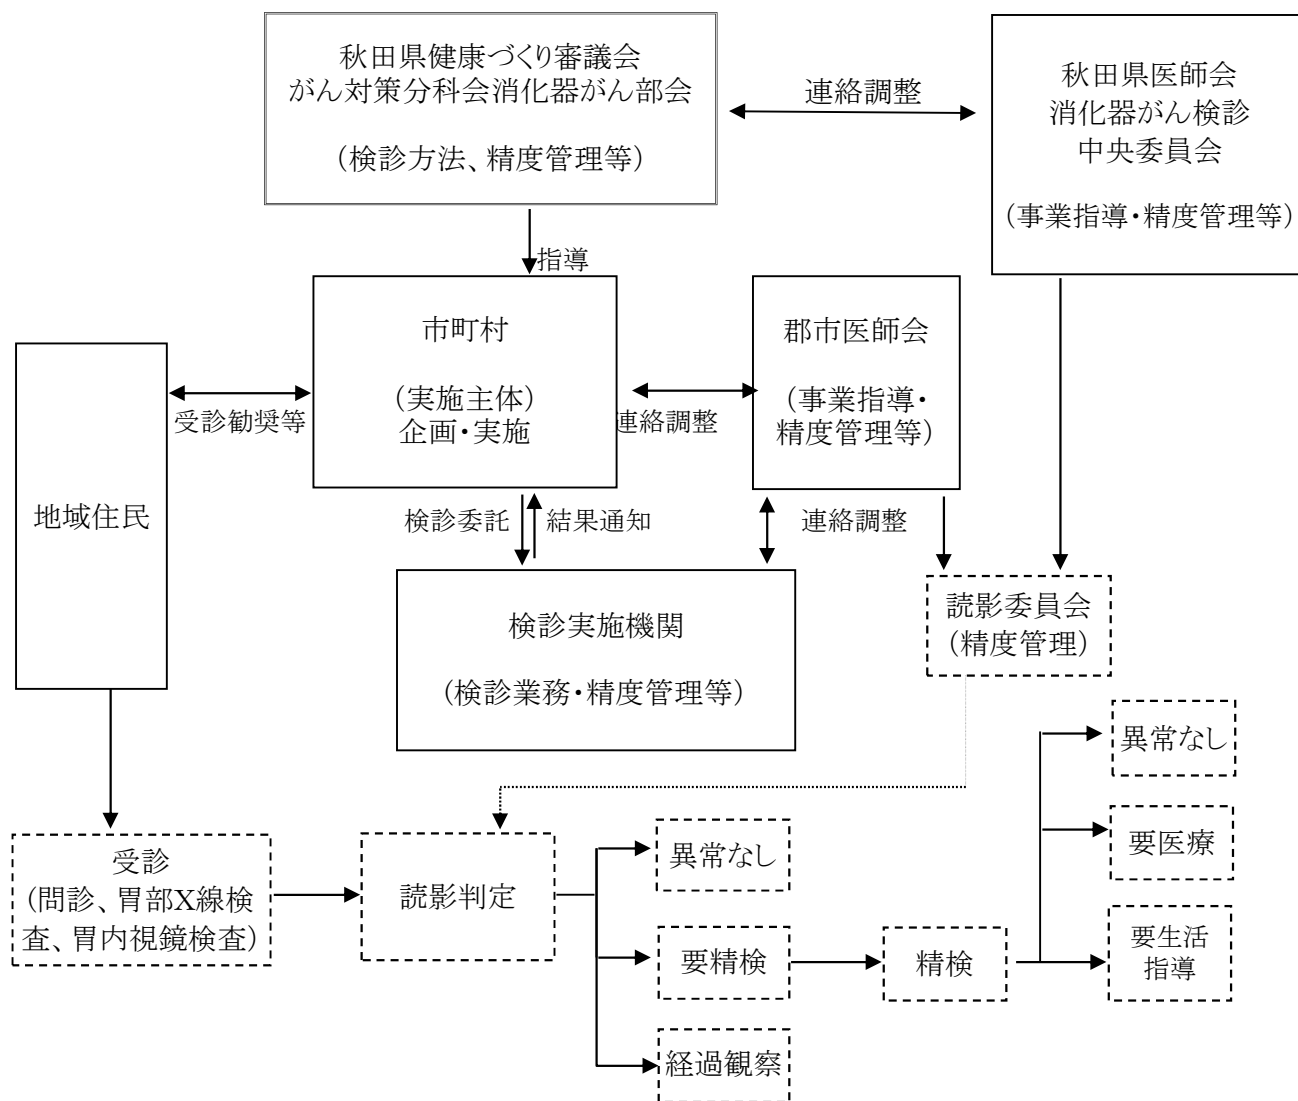 秋田県健康づくり審議会
がん対策分科会消化器がん部会
（検診方法、精度管理等）
連絡調整
秋田県医師会
消化器がん検診
中央委員会
（事業指導・精度管理等）
指導
市町村
（実施主体）
企画・実施
郡市医師会
（事業指導・
精度管理等）
受診勧奨等
連絡調整
地域住民
検診委託
結果通知
連絡調整
検診実施機関
（検診業務・精度管理等）
読影委員会
（精度管理）
異常なし
要医療
要生活
指導
受診
（問診、胃部X線検
査、胃内視鏡検査）
読影判定
異常なし
要精検
精検
経過観察